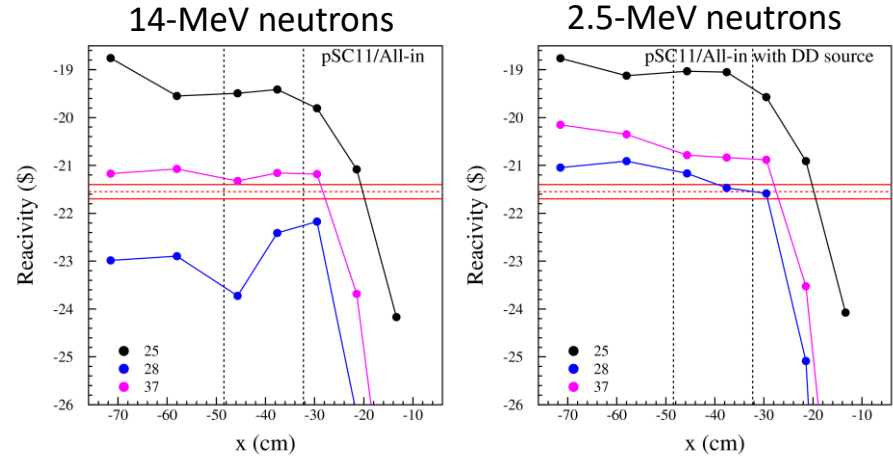 14-MeV neutrons
pSC11/All-in
Reacivity ($)
-19
-20
-21
-22
-23
-24
-25
-26
25
28
37
-70 -60 -50 -40 -30 -20 -10
x (cm)
2.5-MeV neutrons
pSC11/All-in with DD source
Reacivity ($)
-19
-20
-21
-22
-23
-24
-25
-26
25
28
37
-70 -60 -50 -40 -30 -20 -10
x (cm)